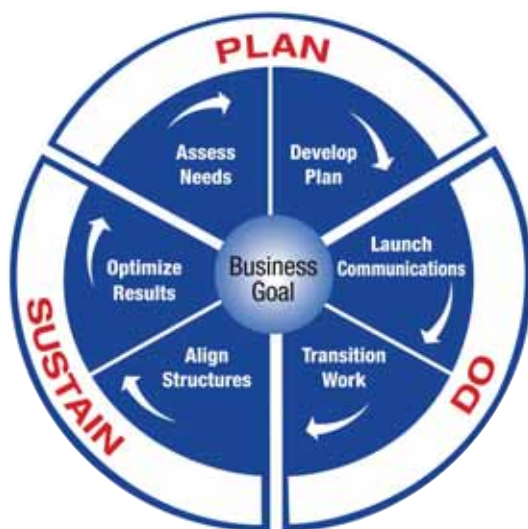 PLAN
Assess
Needs
Develop
Plan
Launch
Communications
Optimize
Results
Business
Goal
Align
Structures
Transition
Work
SUSTAIN
DO